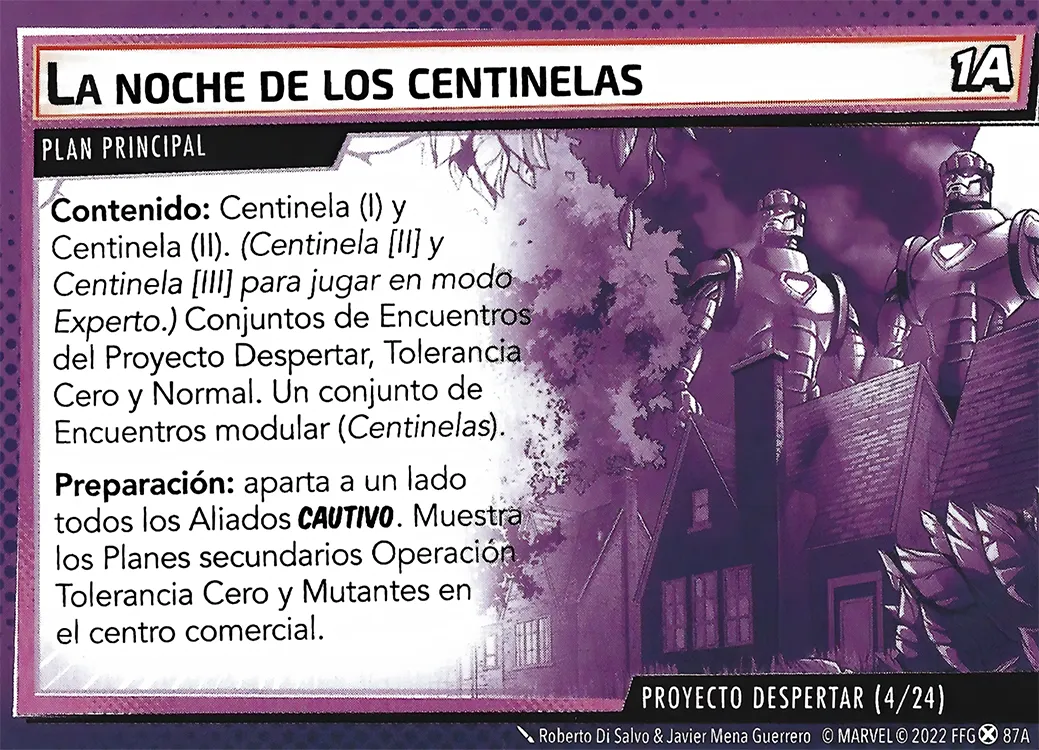 LA NOCHE DE LOS CENTINELAS
1A
PLAN PRINCIPAL
Contenido: Centinela (I) y
Centinela (II). (Centinela [II] y
Centinela [III] para jugar en modo
Experto.) Conjuntos de Encuentros
del Proyecto Despertar, Tolerancia
Cero y Normal. Un conjunto de
Encuentros modular (Centinelas).
Preparación: aparta a un lado
todos los Aliados CAUTIVO. Muestra
los Planes secundarios Operación
Tolerancia Cero y Mutantes en
el centro comercial.
PROYECTO DESPERTAR (4/24)
Roberto Di Salvo & Javier Mena Guerrero © MARVEL © 2022 FFG 87A